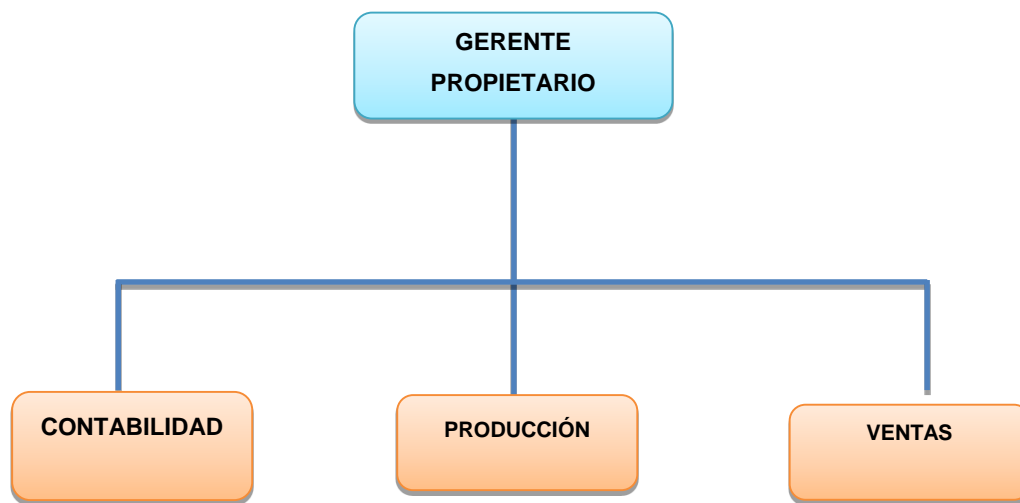 GERENTE
PROPIETARIO
CONTABILIDAD
PRODUCCIÓN
VENTAS